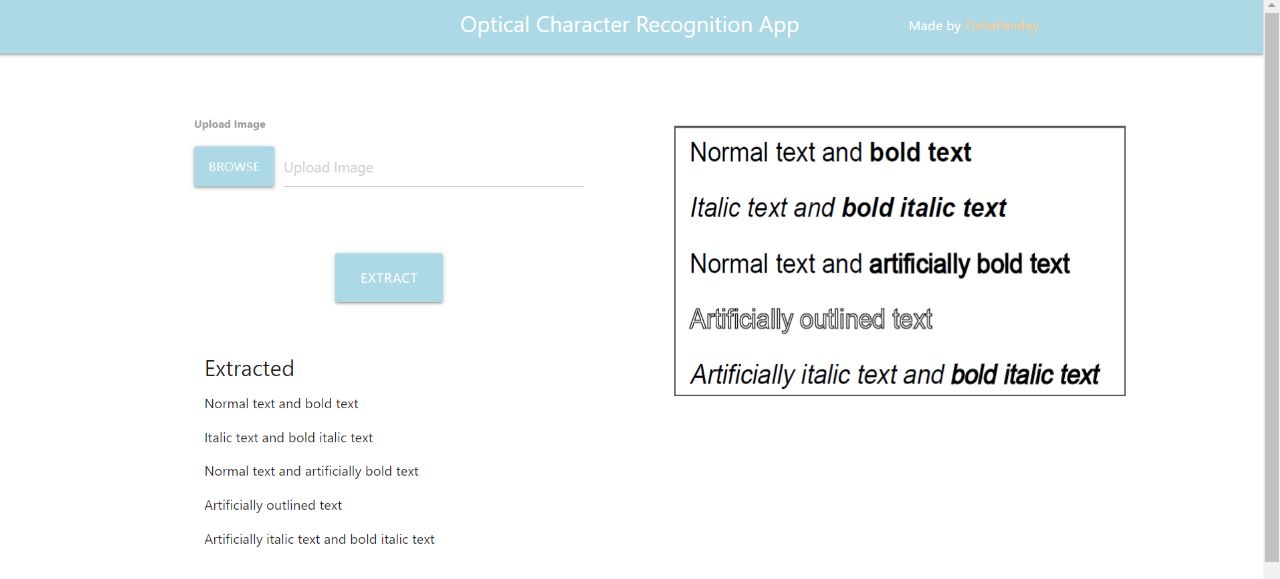 Optical Character Recognition App
Made by OshaPandey
Upload Image
BROWSE
Upload Image
EXTRACT
Extracted
Normal text and bold text
Italic text and bold italic text
Normal text and artificially bold text
Artificially outlined text
Artificially italic text and bold italic text
Normal text and bold text
Italic text and bold italic text
Normal text and artificially bold text
Artificially outlined text
Artificially italic text and bold italic text